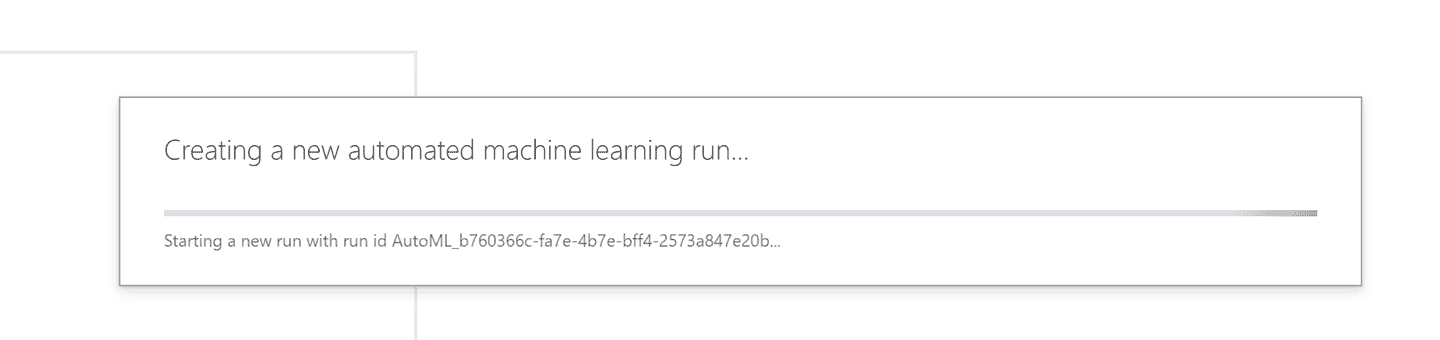 Creating a new automated machine learning run...
Starting a new run with run id AutoML_b760366c-fa7e-4b7e-bff4-2573a847e20b...